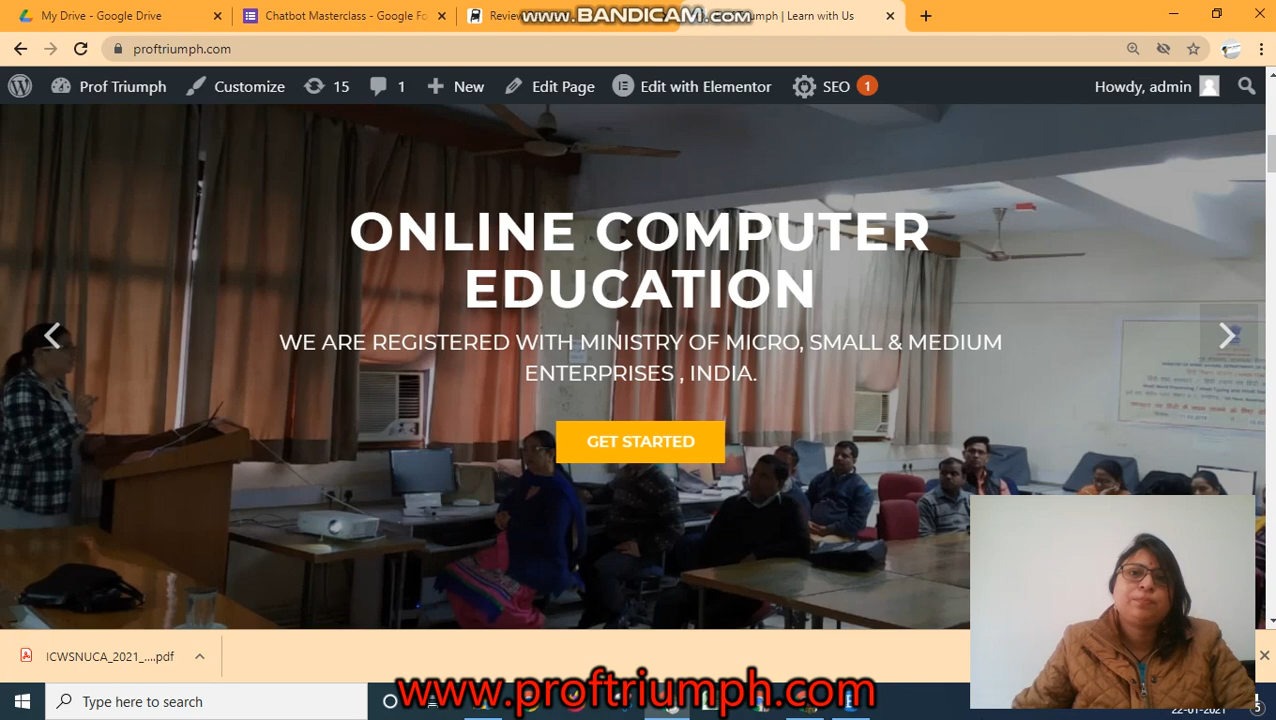 My Drive - Google Drive
Chatbot Masterclass - Google Fo
Review
www.BANDICAM.com
umph | Learn with Us
proftriumph.com
Prof Triumph
Customize
15
1
New
Edit Page
Edit with Elementor
SEO
1
Howdy, admin
ONLINE COMPUTER
EDUCATION
WE ARE REGISTERED WITH MINISTRY OF MICRO, SMALL & MEDIUM
ENTERPRISES , INDIA.
GET STARTED
ICWSNUCA_2021_....pdf
www.proftriumph.com
Type here to search
22-01-2021
5